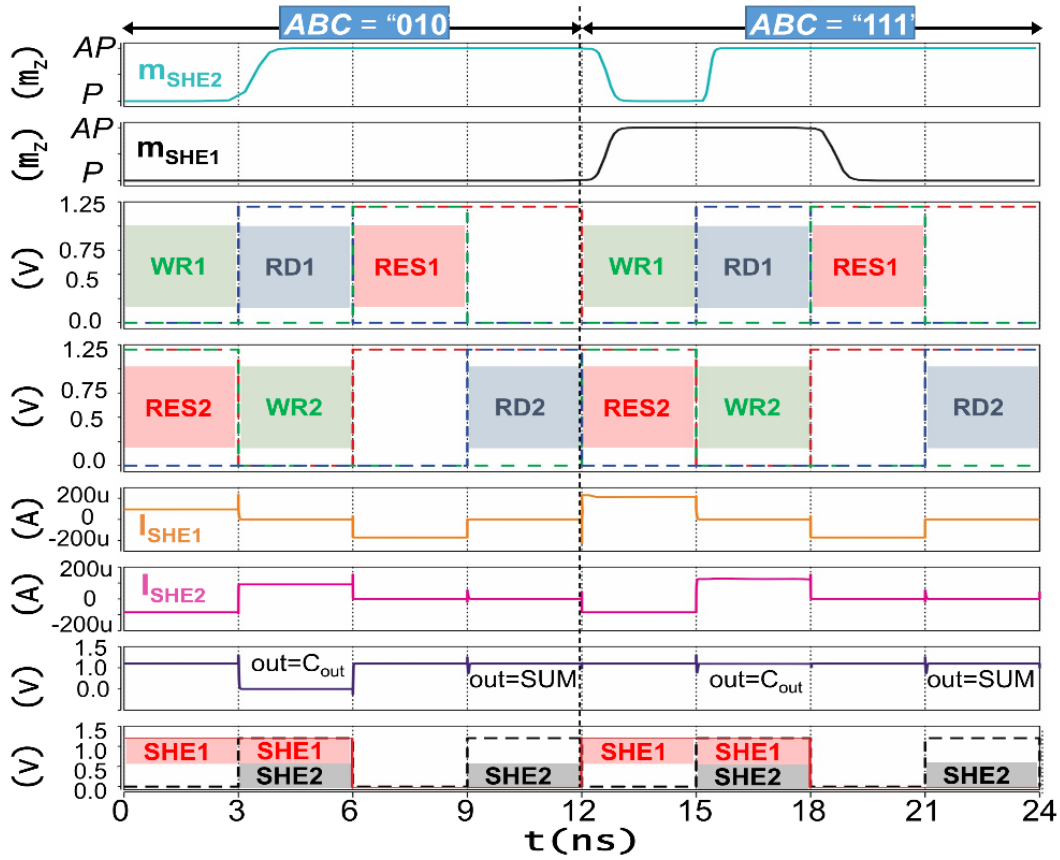 ABC = “010’ ABC = “111’
AP
(m_z) m_SHE2
P
AP
(m_z) m_SHE1
P
1.25
0.75
(V) WR1 RD1 RES1 WR1 RD1 RES1
0.5
0.0
1.25
0.75
(V) RES2 WR2 RD2 RES2 WR2 RD2
0.5
0.0
200u
(A) 0
I_SHE1
-200u
200u
I_SHE2
(A) 0
-200u
1.5
(V) 1.0 out=C_out out=SUM out=C_out out=SUM
0.0
1.5
1.0 SHE1 SHE1 SHE1 SHE1
(V) 0.5 SHE2 SHE2 SHE2 SHE2
0.0
0 3 6 9 12 15 18 21 24
t(ns)